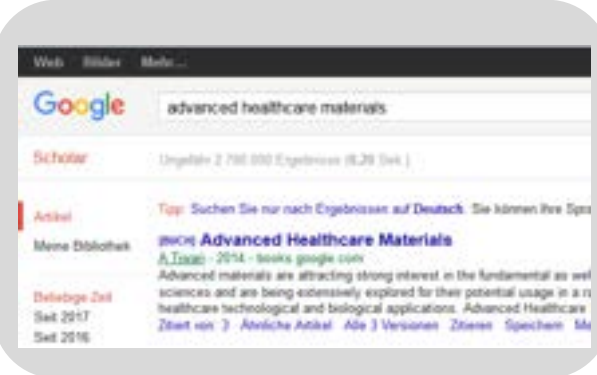 Web Bilder Mehr...
Google advanced healthcare materials
Scholar Ungefähr 2 700 000 Ergebnisse (0,20 Sek.)
Artikel Tipp: Suchen Sie nur nach Ergebnissen auf Deutsch. Sie können Ihre
Meine Bibliothek [BUCH] Advanced Healthcare Materials
A Tiwari - 2014 - books.google.com
Advanced materials are attracting strong interest in the fundamental as well
Beliebige Zeit sciences and are being extensively explored for their potential usage in a
Seit 2017 healthcare technological and biological applications. Advanced Healthcare
Seit 2016 Zitiert von: 3 Ähnliche Artikel Alle 3 Versionen Zitieren Speichern